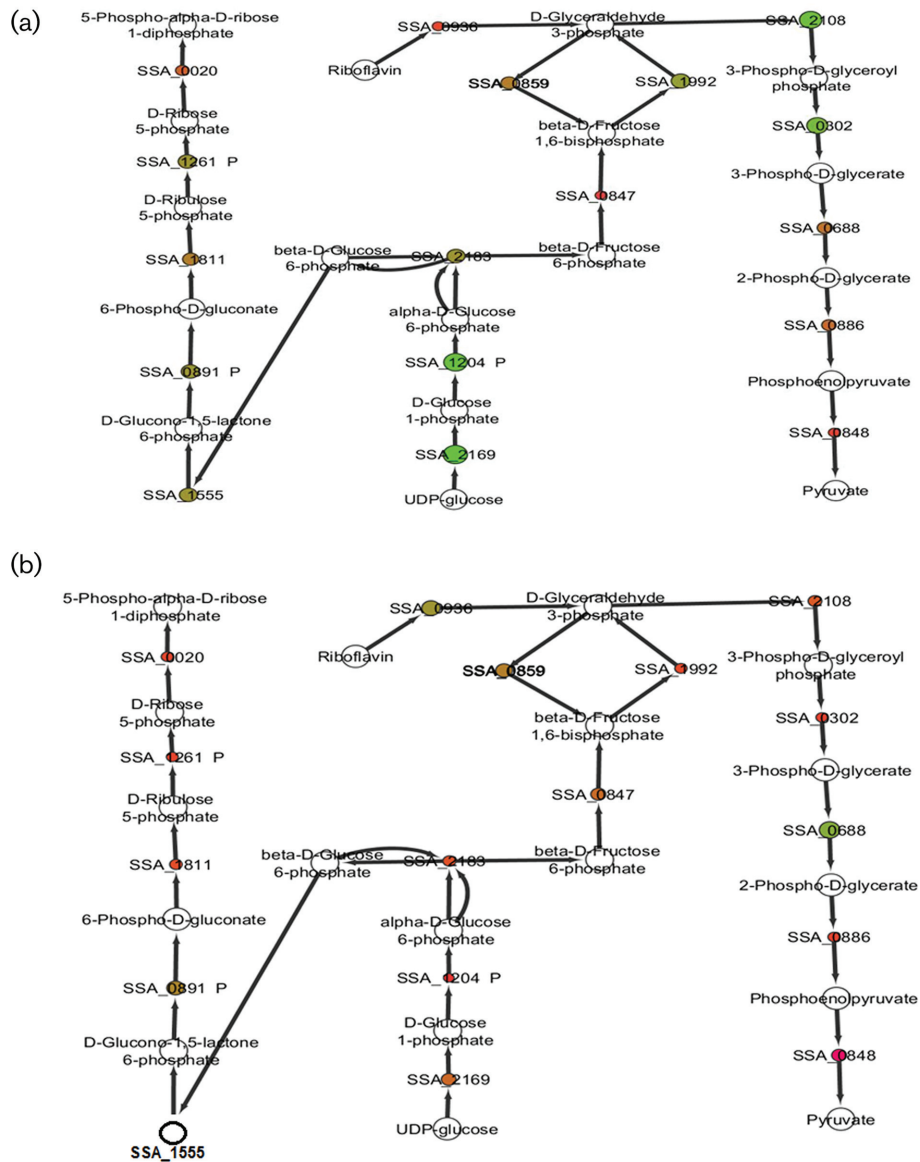 (a)
5-Phospho-alpha-D-ribose
1-diphosphate
SSA_0020
D-Ribose
5-phosphate
SSA_1261 P
D-Ribulose
5-phosphate
SSA_1811
6-Phospho-D-gluconate
SSA_0891 P
D-Glucono-1,5-lactone
6-phosphate
SSA_1555
beta-D-Glucose
6-phosphate
SSA_2183
alpha-D-Glucose
6-phosphate
SSA_1204 P
D-Glucose
1-phosphate
SSA_2169
UDP-glucose
SSA_0936
Riboflavin
D-Glyceraldehyde
3-phosphate
SSA_0859
SSA_1992
beta-D-Fructose
1,6-bisphosphate
SSA_0847
beta-D-Fructose
6-phosphate
SSA_2108
3-Phospho-D-glyceroyl
phosphate
SSA_0302
3-Phospho-D-glycerate
SSA_0688
2-Phospho-D-glycerate
SSA_0886
Phosphoenolpyruvate
SSA_0848
Pyruvate
(b)
5-Phospho-alpha-D-ribose
1-diphosphate
SSA_0020
D-Ribose
5-phosphate
SSA_1261 P
D-Ribulose
5-phosphate
SSA_0811
6-Phospho-D-gluconate
SSA_0891 P
D-Glucono-1,5-lactone
6-phosphate
SSA_1555
beta-D-Glucose
6-phosphate
SSA_2183
alpha-D-Glucose
6-phosphate
SSA_1204 P
D-Glucose
1-phosphate
SSA_2169
UDP-glucose
SSA_0936
Riboflavin
D-Glyceraldehyde
3-phosphate
SSA_0859
SSA_1992
beta-D-Fructose
1,6-bisphosphate
SSA_0847
beta-D-Fructose
6-phosphate
SSA_2108
3-Phospho-D-glyceroyl
phosphate
SSA_0302
3-Phospho-D-glycerate
SSA_0688
2-Phospho-D-glycerate
SSA_0886
Phosphoenolpyruvate
SSA_0848
Pyruvate